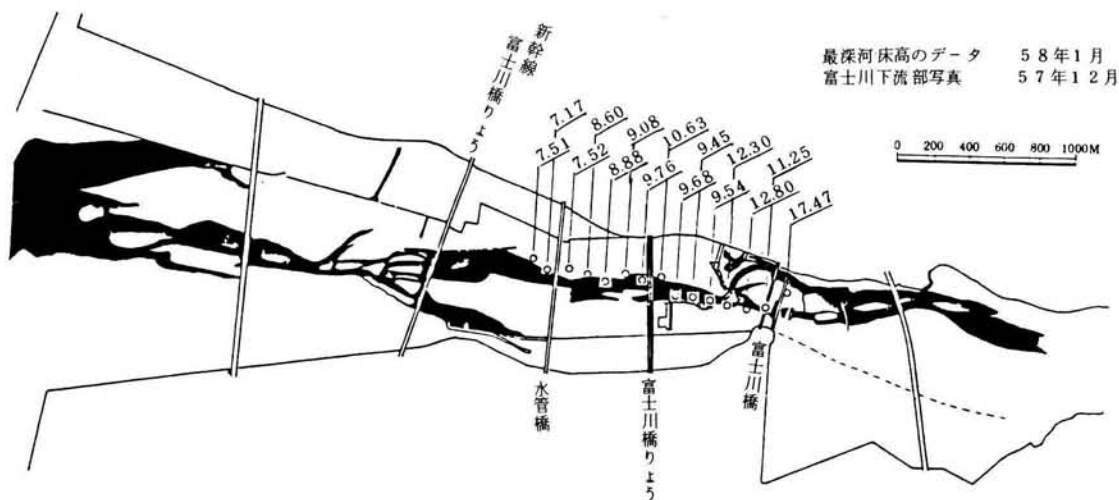 最深河床高のデータ　58年1月
富士川下流部写真　57年12月
0 200 400 600 800 1000M
新幹線
富士川橋りょう
7.51
7.17
7.52
8.60
8.88
9.08
9.76
10.63
9.68
9.45
9.54
12.30
12.80
11.25
17.47
水管橋
富士川橋りょう
富士川橋